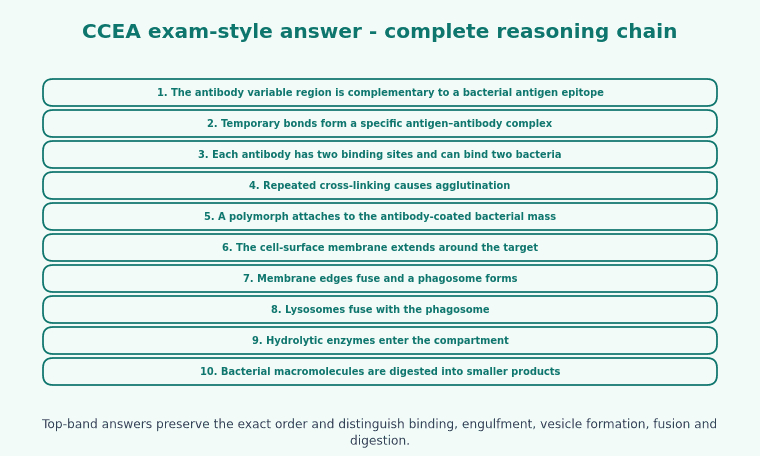 CCEA exam-style answer - complete reasoning chain
1. The antibody variable region is complementary to a bacterial antigen epitope
2. Temporary bonds form a specific antigen–antibody complex
3. Each antibody has two binding sites and can bind two bacteria
4. Repeated cross-linking causes agglutination
5. A polymorph attaches to the antibody-coated bacterial mass
6. The cell-surface membrane extends around the target
7. Membrane edges fuse and a phagosome forms
8. Lysosomes fuse with the phagosome
9. Hydrolytic enzymes enter the compartment
10. Bacterial macromolecules are digested into smaller products
Top-band answers preserve the exact order and distinguish binding, engulfment, vesicle formation, fusion and
digestion.